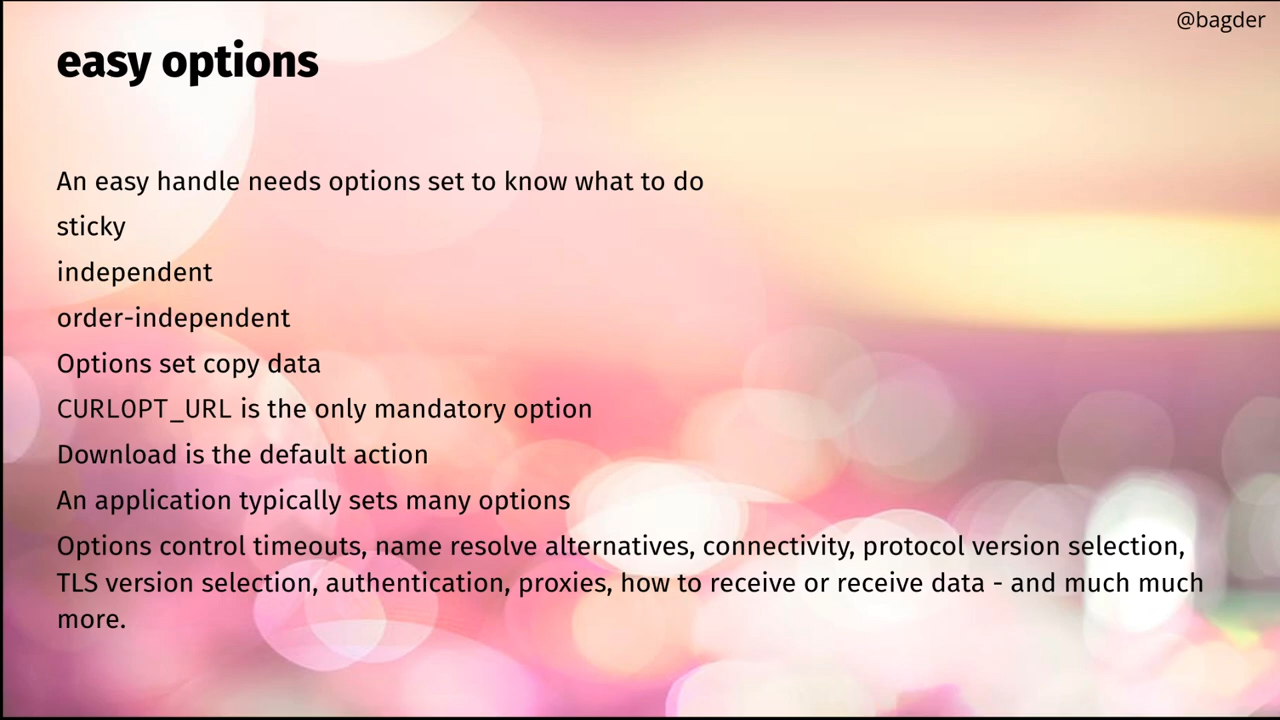 @bagder
easy options
An easy handle needs options set to know what to do
sticky
independent
order-independent
Options set copy data
CURLOPT_URL is the only mandatory option
Download is the default action
An application typically sets many options
Options control timeouts, name resolve alternatives, connectivity, protocol version selection,
TLS version selection, authentication, proxies, how to receive or receive data - and much much
more.